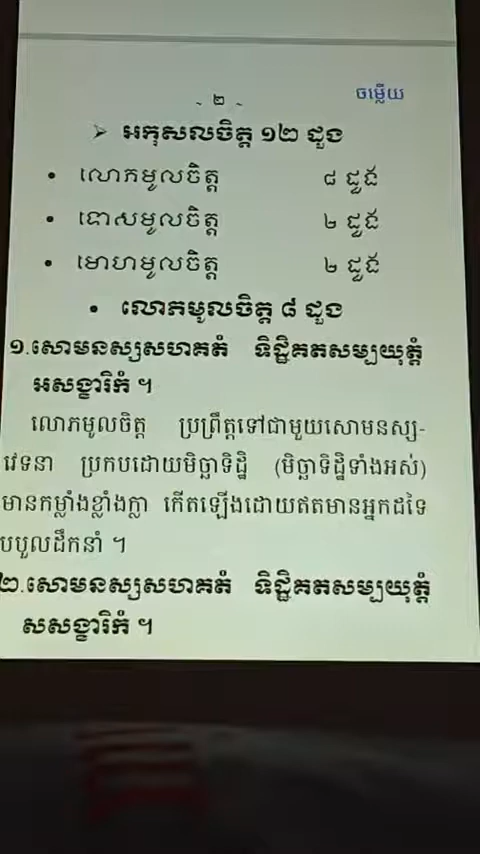 ~ ២ ~
ចម្លើយ
➢ អកុសលចិត្ត ១២ ដួង
• លោភមូលចិត្ត ៨ ដួង
• ទោសមូលចិត្ត ២ ដួង
• មោហមូលចិត្ត ២ ដួង
• លោភមូលចិត្ត ៨ ដួង
១.សោមនស្សសហគតំ ទិដ្ឋិគតសម្បយុត្តំ
អសង្ខារិកំ ។
លោភមូលចិត្ត ប្រព្រឹត្តទៅជាមួយសោមនស្ស-
វេទនា ប្រកបដោយមិច្ឆាទិដ្ឋិ (មិច្ឆាទិដ្ឋិទាំងអស់)
មានកម្លាំងខ្លាំងក្លា កើតឡើងដោយឥតមានអ្នកដទៃ
បបួលដឹកនាំ ។
២.សោមនស្សសហគតំ ទិដ្ឋិគតសម្បយុត្តំ
សសង្ខារិកំ ។